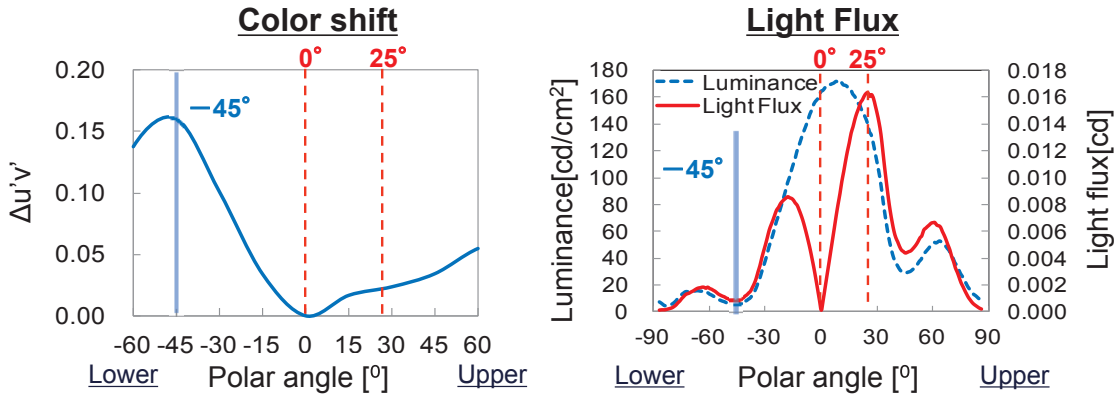 Color shift
0°
25°
0.20
0.15
0.10
0.05
0.00
−45°
Δu'v'
-60 -45 -30 -15 0 15 30 45 60
Lower
Polar angle [⁰]
Upper
Light Flux
0°
25°
180
160
140
120
100
80
60
40
20
0
Luminance
Light Flux
−45°
Luminance[cd/cm²]
0.018
0.016
0.014
0.012
0.010
0.008
0.006
0.004
0.002
0.000
Light flux[cd]
-90 -60 -30 0 30 60 90
Lower
Polar angle [⁰]
Upper